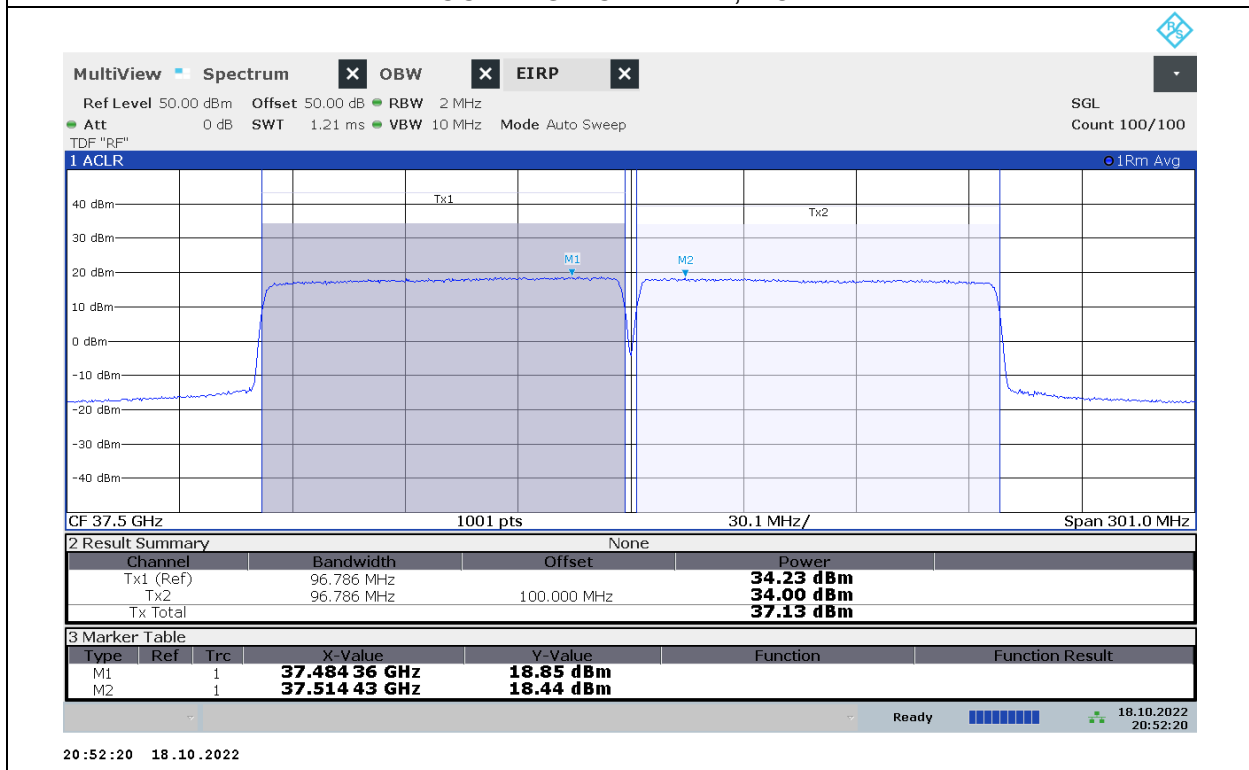 R&S
MultiView Spectrum X OBW X EIRP X
Ref Level 50.00 dBm Offset 50.00 dB RBW 2 MHz SGL
Att 0 dB SWT 1.21 ms VBW 10 MHz Mode Auto Sweep Count 100/100
TDF "RF"
1 ACLR 1Rm Avg
Tx1
40 dBm
Tx2
30 dBm
M1 M2
20 dBm
10 dBm
0 dBm
-10 dBm
-20 dBm
-30 dBm
-40 dBm
CF 37.5 GHz 1001 pts 30.1 MHz/ Span 301.0 MHz
2 Result Summary None
Channel Bandwidth Offset Power
Tx1 (Ref) 96.786 MHz 34.23 dBm
Tx2 96.786 MHz 100.000 MHz 34.00 dBm
Tx Total 37.13 dBm
3 Marker Table
Type Ref Trc X-Value Y-Value Function Function Result
M1 1 37.484 36 GHz 18.85 dBm
M2 1 37.514 43 GHz 18.44 dBm
Ready 18.10.2022
20:52:20
20:52:20 18.10.2022